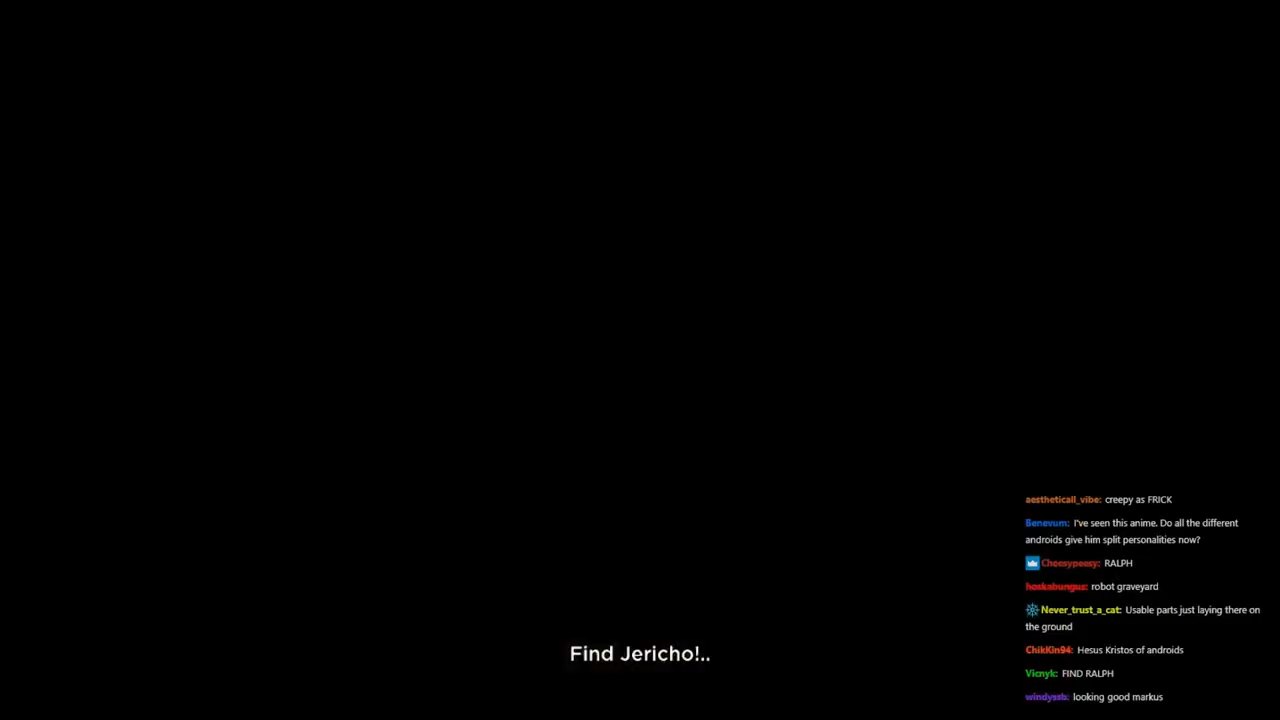 aestheticall_vibe: creepy as FRICK
Benevum: I've seen this anime. Do all the different
androids give him split personalities now?
Cheesypeesy: RALPH
hoskabungus: robot graveyard
Never_trust_a_cat: Usable parts just laying there on
the ground
Find Jericho!..
ChikKin94: Hesus Kristos of androids
Vicnyk: FIND RALPH
windyssb: looking good markus